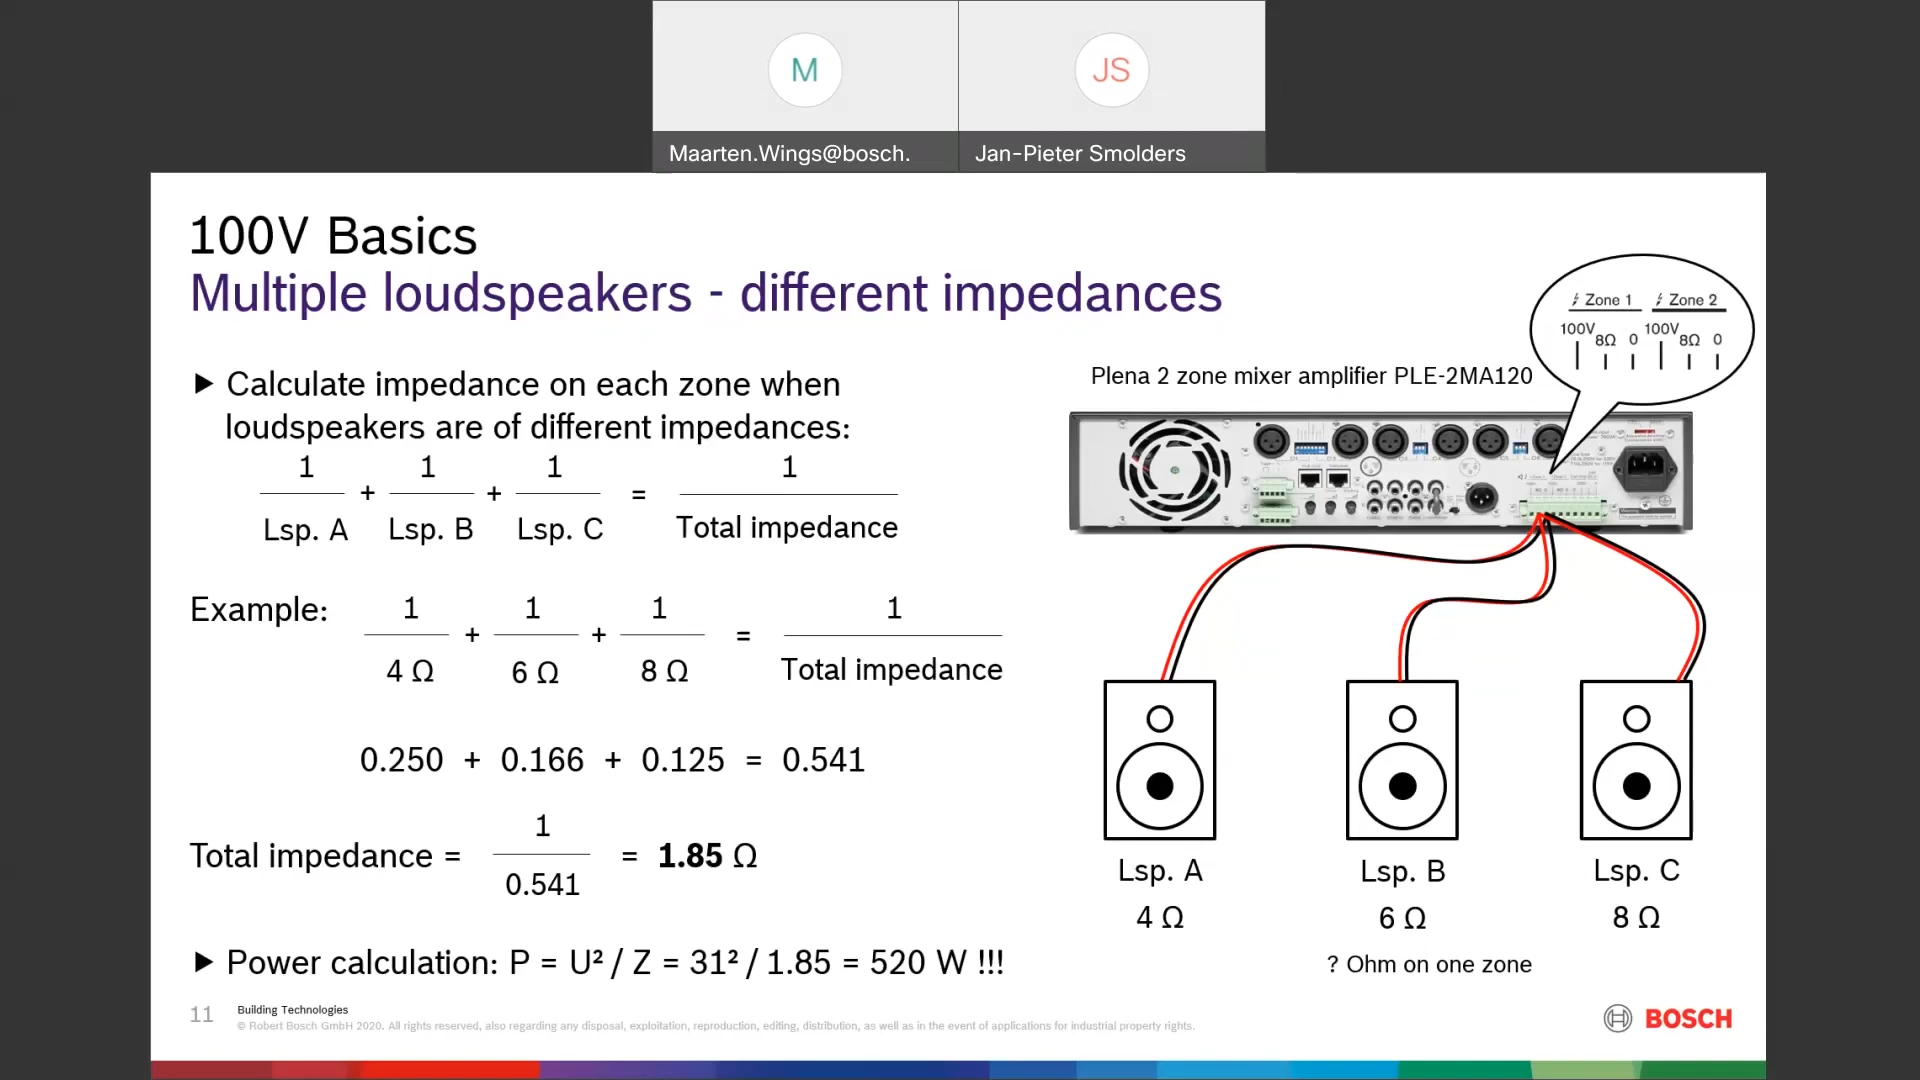 M
JS
Maarten.Wings@bosch.
Jan-Pieter Smolders
100V Basics
Multiple loudspeakers - different impedances
▶ Calculate impedance on each zone when
loudspeakers are of different impedances:
1 1 1 1
+ + =
Lsp. A Lsp. B Lsp. C Total impedance
Example: 1 1 1 1
+ + =
4 Ω 6 Ω 8 Ω Total impedance
0.250 + 0.166 + 0.125 = 0.541
1
Total impedance = = 1.85 Ω
0.541
▶ Power calculation: P = U² / Z = 31² / 1.85 = 520 W !!!
Zone 1 Zone 2
100V 8Ω 0 100V 8Ω 0
Plena 2 zone mixer amplifier PLE-2MA120
Lsp. A Lsp. B Lsp. C
4 Ω 6 Ω 8 Ω
? Ohm on one zone
11
Building Technologies
© Robert Bosch GmbH 2020. All rights reserved, also regarding any disposal, exploitation, reproduction, editing, distribution, as well as in the event of applications for industrial property rights.
BOSCH